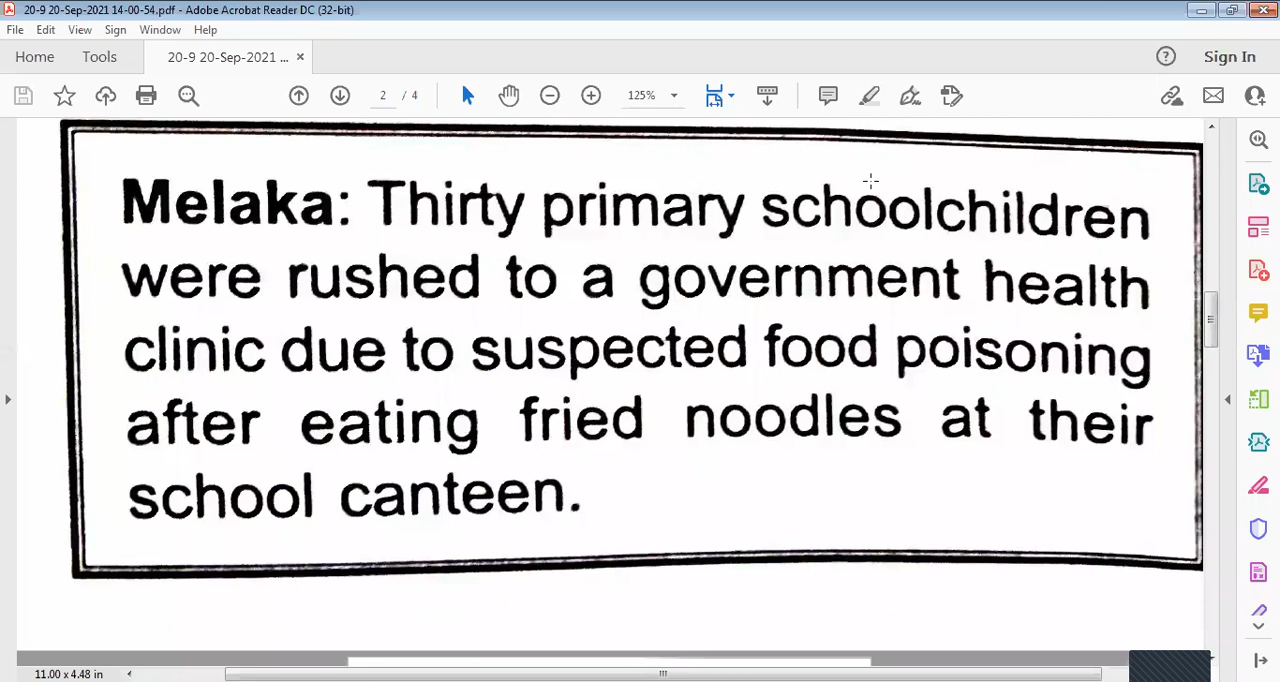 20-9 20-Sep-2021 14-00-54.pdf - Adobe Acrobat Reader DC (32-bit)
File Edit View Sign Window Help
Home Tools 20-9 20-Sep-2021 ... × Sign In
2 / 4 125%
Melaka: Thirty primary schoolchildren
were rushed to a government health
clinic due to suspected food poisoning
after eating fried noodles at their
school canteen.
11.00 x 4.48 in